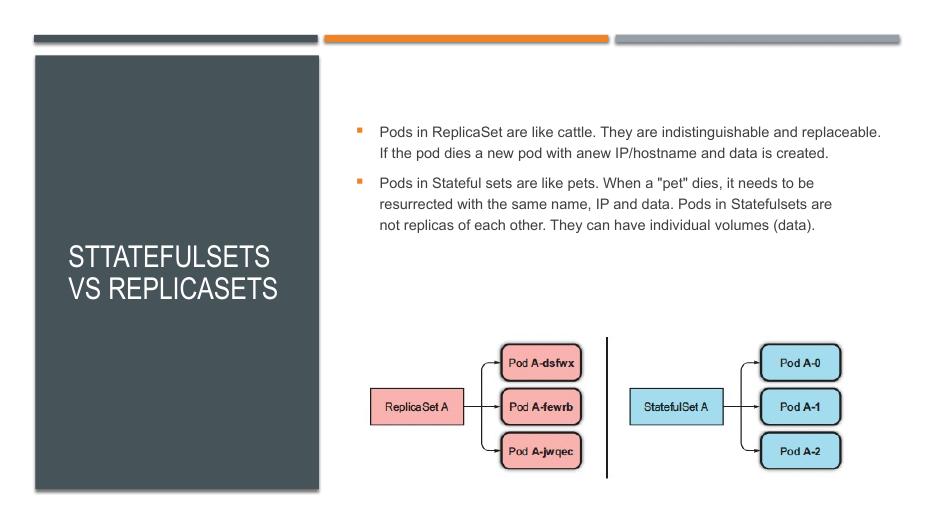 STTATEFULSETS
VS REPLICASETS
Pods in ReplicaSet are like cattle. They are indistinguishable and replaceable.
If the pod dies a new pod with anew IP/hostname and data is created.
Pods in Stateful sets are like pets. When a "pet" dies, it needs to be
resurrected with the same name, IP and data. Pods in Statefulsets are
not replicas of each other. They can have individual volumes (data).
ReplicaSet A
Pod A-dsfwx
Pod A-fewrb
Pod A-jwqec
StatefulSet A
Pod A-0
Pod A-1
Pod A-2